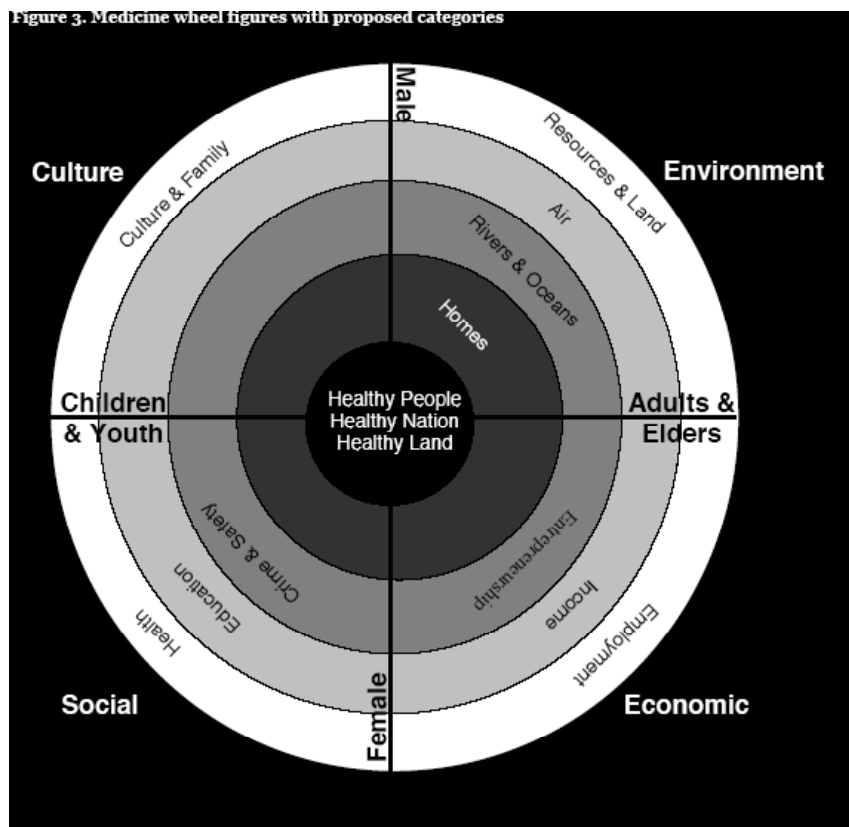 Figure 3. Medicine wheel figures with proposed categories
Male
Culture
Environment
Culture & Family
Resources & Land
Air
Rivers & Oceans
Homes
Healthy People
Healthy Nation
Healthy Land
Children
& Youth
Adults &
Elders
Crime & Safety
Education
Health
Entrepreneurship
Income
Employment
Social
Female
Economic